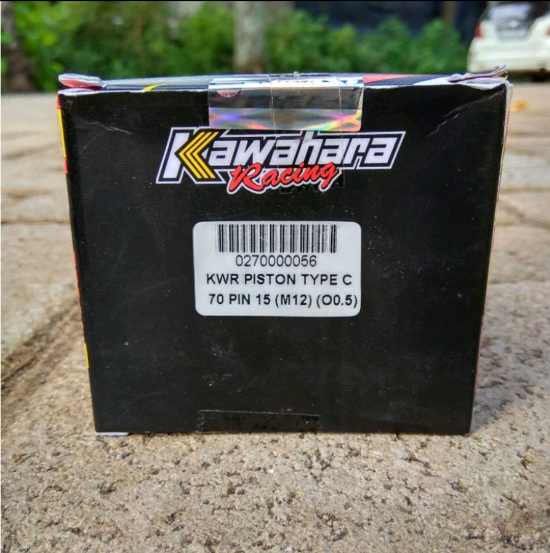 Kawahara
Racing
0270000056
KWR PISTON TYPE C
70 PIN 15 (M12) (O0.5)